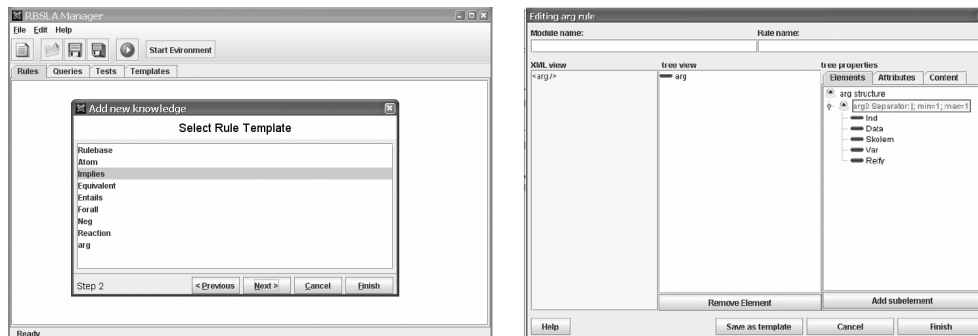 RBSLA Manager
File Edit Help
Start Evironment
Rules Queries Tests Templates
Add new knowledge
Select Rule Template
Rulebase
Atom
Implies
Equivalent
Entails
Forall
Neg
Reaction
arg
Step 2
< Previous Next > Cancel Finish
Ready
Editing arg rule
Module name: Rule name:
XML view tree view tree properties
<arg/>
arg
Elements Attributes Content
arg structure
arg0 Separator: |; min=1; max=1
Ind
Data
Skolem
Var
Reify
Remove Element Add subelement
Help Save as template Cancel Finish